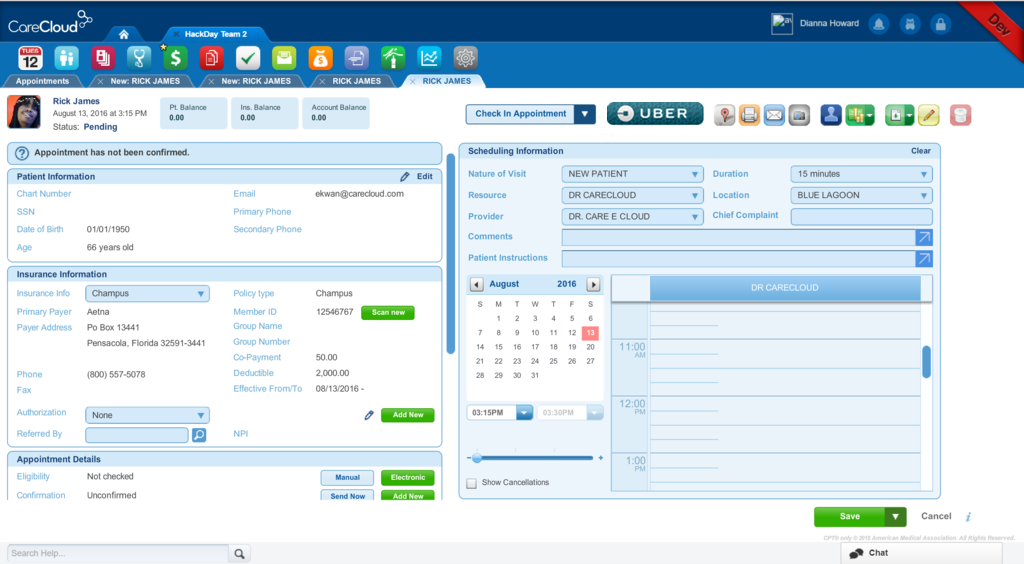 CareCloud
HackDay Team 2
Dianna Howard
Dev
TUES
12
$
$
Appointments
× New: RICK JAMES
× New: RICK JAMES
× RICK JAMES
× RICK JAMES
Rick James
August 13, 2016 at 3:15 PM
Status: Pending
Pt. Balance
0.00
Ins. Balance
0.00
Account Balance
0.00
Check In Appointment
UBER
? Appointment has not been confirmed.
Patient Information
Edit
Chart Number
Email ekwan@carecloud.com
SSN
Primary Phone
Date of Birth 01/01/1950
Secondary Phone
Age 66 years old
Insurance Information
Insurance Info Champus
Policy type Champus
Primary Payer Aetna
Member ID 12546767 Scan new
Payer Address Po Box 13441
Group Name
Pensacola, Florida 32591-3441
Group Number
Co-Payment 50.00
Phone (800) 557-5078
Deductible 2,000.00
Fax
Effective From/To 08/13/2016 -
Authorization None
Add New
Referred By
NPI
Appointment Details
Eligibility Not checked Manual Electronic
Confirmation Unconfirmed Send Now Add New
Scheduling Information Clear
Nature of Visit NEW PATIENT Duration 15 minutes
Resource DR CARECLOUD Location BLUE LAGOON
Provider DR. CARE E CLOUD Chief Complaint
Comments
Patient Instructions
August 2016
S M T W T F S
1 2 3 4 5 6
7 8 9 10 11 12 13
14 15 16 17 18 19 20
21 22 23 24 25 26 27
28 29 30 31
03:15PM 03:30PM
- +
Show Cancellations
DR CARECLOUD
11:00
AM
12:00
PM
1:00
PM
Save Cancel i
CPT® only © 2015 American Medical Association. All Rights Reserved.
Search Help...
Chat